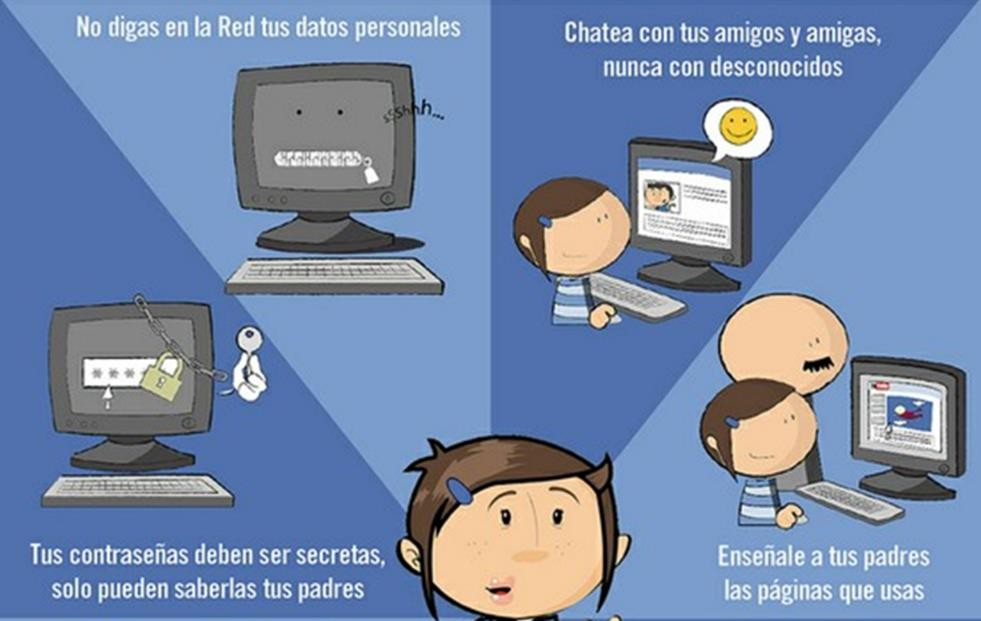 No digas en la Red tus datos personales
ssshhh...
Chatea con tus amigos y amigas,
nunca con desconocidos
****
Tus contraseñas deben ser secretas,
solo pueden saberlas tus padres
Enseñale a tus padres
las páginas que usas